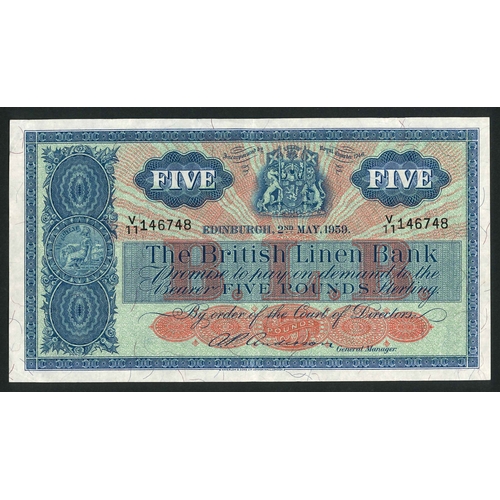 Incorporated by Royal Charter 1746
FIVE FIVE
V/11 146748 V/11 146748
EDINBURGH, 2ND MAY, 1959.
The British Linen Bank
Promise to pay on demand to the
Bearer FIVE POUNDS Sterling.
By order of the Court of Directors.
POUNDS
General Manager.